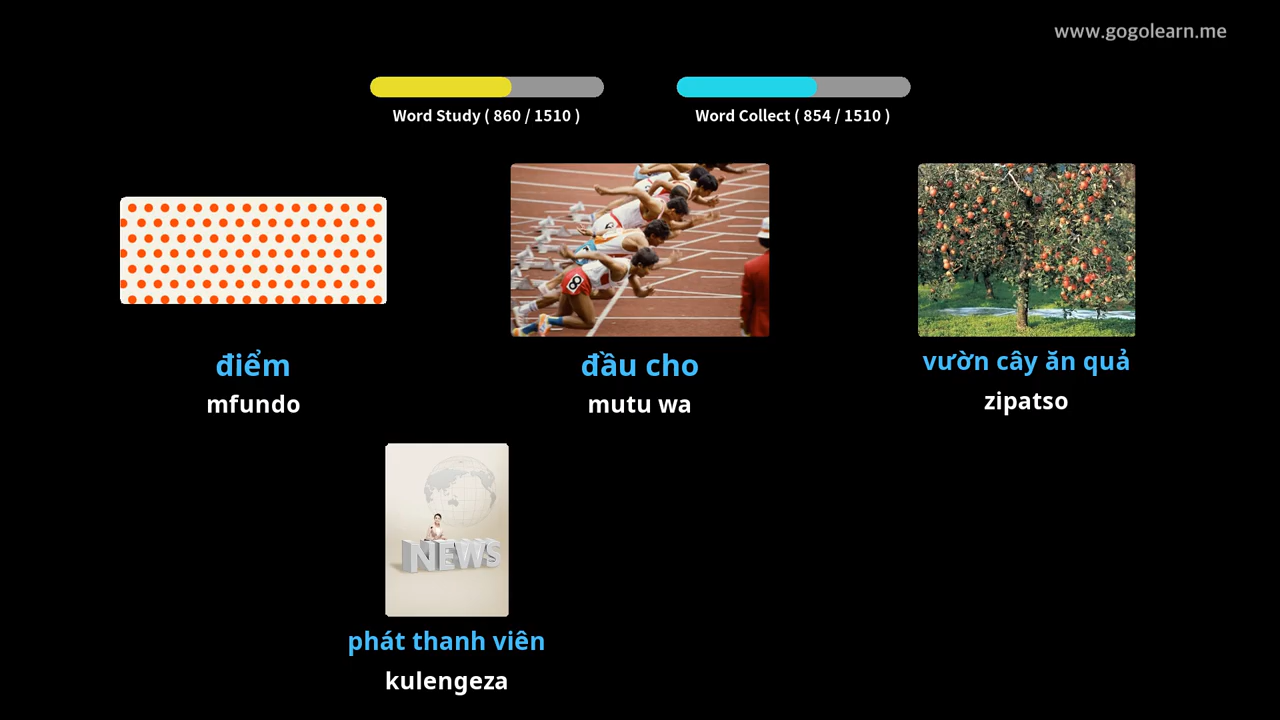 www.gogolearn.me
Word Study ( 860 / 1510 )
Word Collect ( 854 / 1510 )
8
điểm
mfundo
đầu cho
mutu wa
vườn cây ăn quả
zipatso
NEWS
phát thanh viên
kulengeza